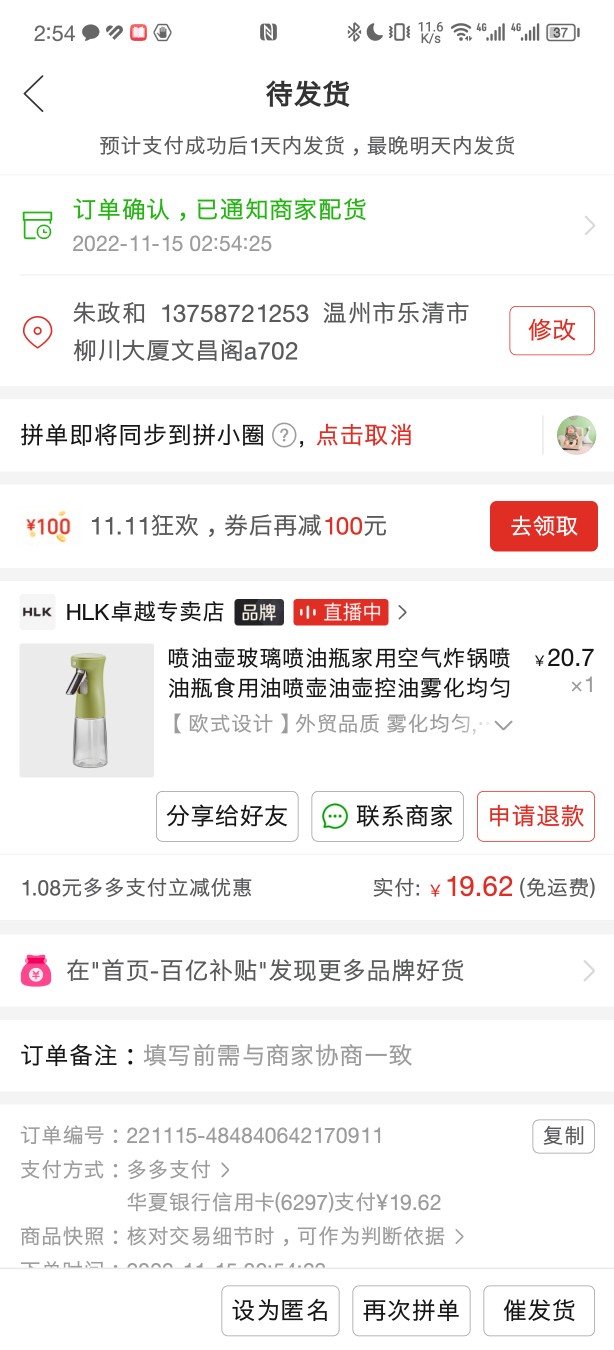 2:54 11.6 K/s 4G 4G 37
待发货
预计支付成功后1天内发货，最晚明天内发货
订单确认，已通知商家配货
2022-11-15 02:54:25
朱政和 13758721253 温州市乐清市
柳川大厦文昌阁a702
修改
拼单即将同步到拼小圈?，点击取消
¥100 11.11狂欢，券后再减100元 去领取
HLK HLK卓越专卖店 品牌 直播中
喷油壶玻璃喷油瓶家用空气炸锅喷 ¥20.7
油瓶食用油喷壶油壶控油雾化均匀 ×1
【欧式设计】外贸品质 雾化均匀,…
分享给好友 联系商家 申请退款
1.08元多多支付立减优惠 实付: ¥19.62 (免运费)
在"首页-百亿补贴"发现更多品牌好货
订单备注：填写前需与商家协商一致
订单编号：221115-484840642170911 复制
支付方式：多多支付
华夏银行信用卡(6297)支付¥19.62
商品快照：核对交易细节时，可作为判断依据
设为匿名 再次拼单 催发货